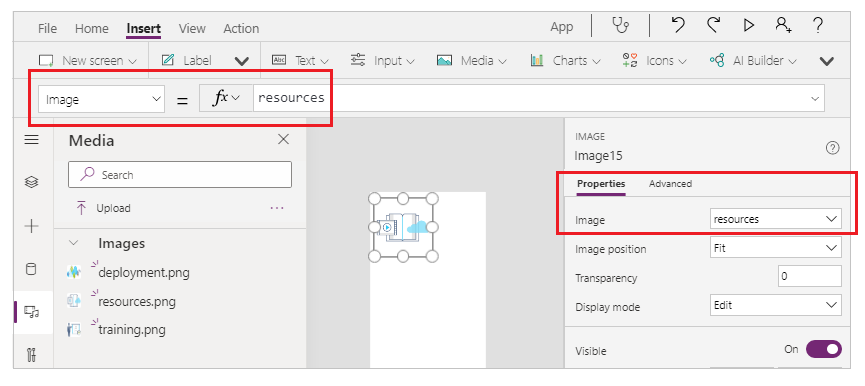 File Home Insert View Action App
New screen Label Abc Text Input Media Charts Icons AI Builder
Image = fx resources
Media
Search
Upload
Images
deployment.png
resources.png
training.png
IMAGE
Image15
Properties Advanced
Image resources
Image position Fit
Transparency 0
Display mode Edit
Visible On